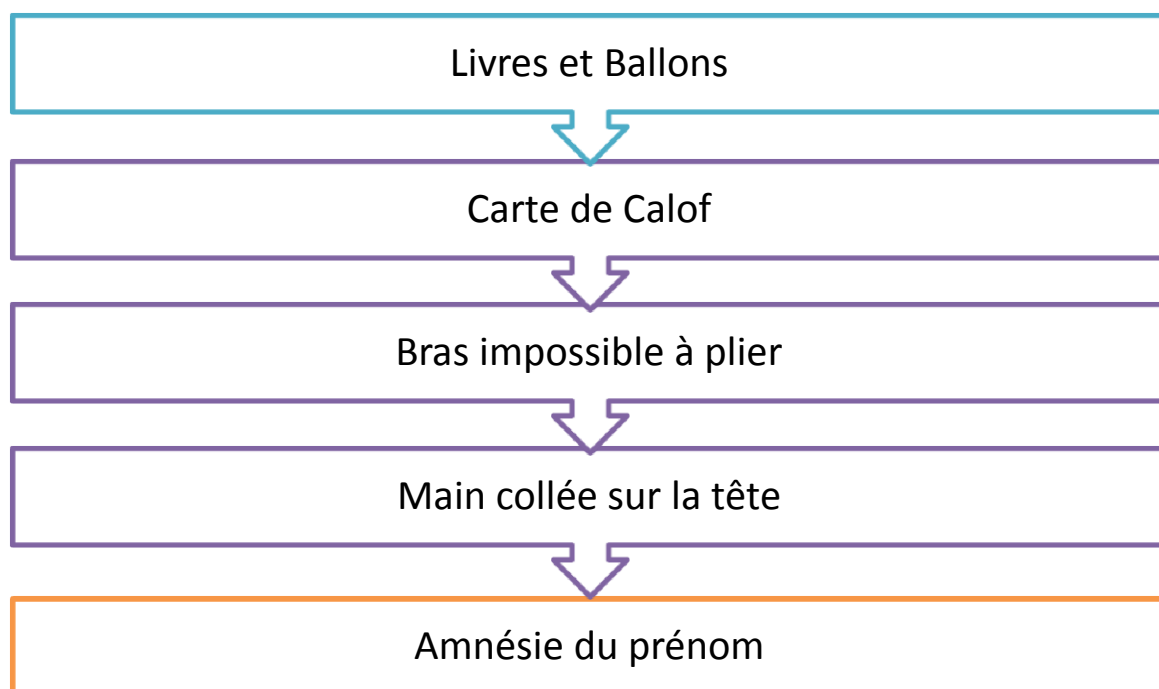 Livres et Ballons
Carte de Calof
Bras impossible à plier
Main collée sur la tête
Amnésie du prénom